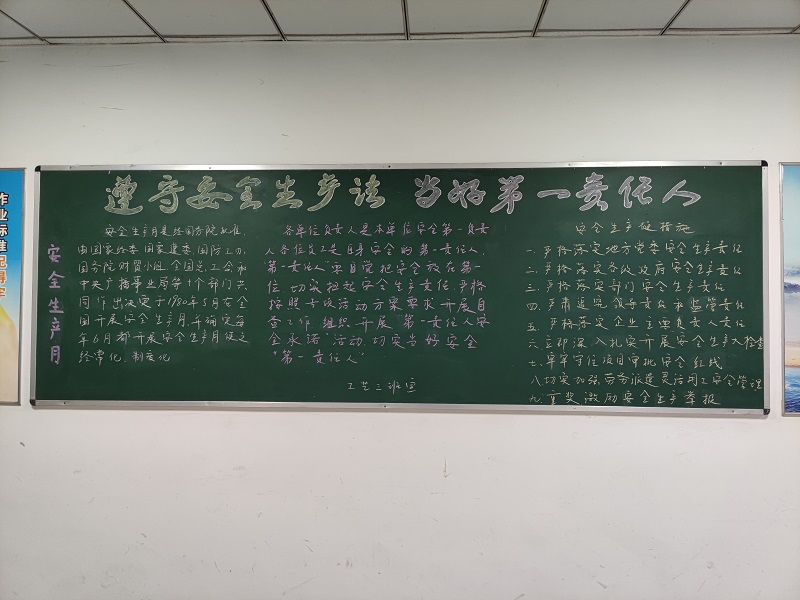 遵守安全生产法 当好第一责任人
安全生产月
安全生产月是经国务院批准,
由国家经委 国家建委、国防工办、
国务院财贸小组、全国总工会和
中央广播事业局等十个部门共
同作出决定于1980年5月在全
国开展安全生产月,并确定每
年6月都开展安全生产月使之
经常化、制度化
各单位负责人是本单位安全第一责
人各位员工是自身安全的第一责任人,
第一责任人"要自觉把安全放在第一
位 切实担起安全生产责任,严格
按照专项活动方案要求开展自
查工作 组织开展"第一责任人安
全承诺"活动切实当好安全
"第一责任人"
工艺二班宣
安全生产硬措施
一、严格落实地方党委安全生产责任
二、严格落实各级政府安全生产责任
三、严格落实部门安全生产责任
四、严肃追究领导责任和监管责任
五、严格落实企业主要负责人责任
六立即深入扎实开展安全生产大检查
七、牢牢守住项目审批安全红线
八切实加强劳务派遣灵活用工安全管理
九重奖激励安全生产举报
作业标准记得牢